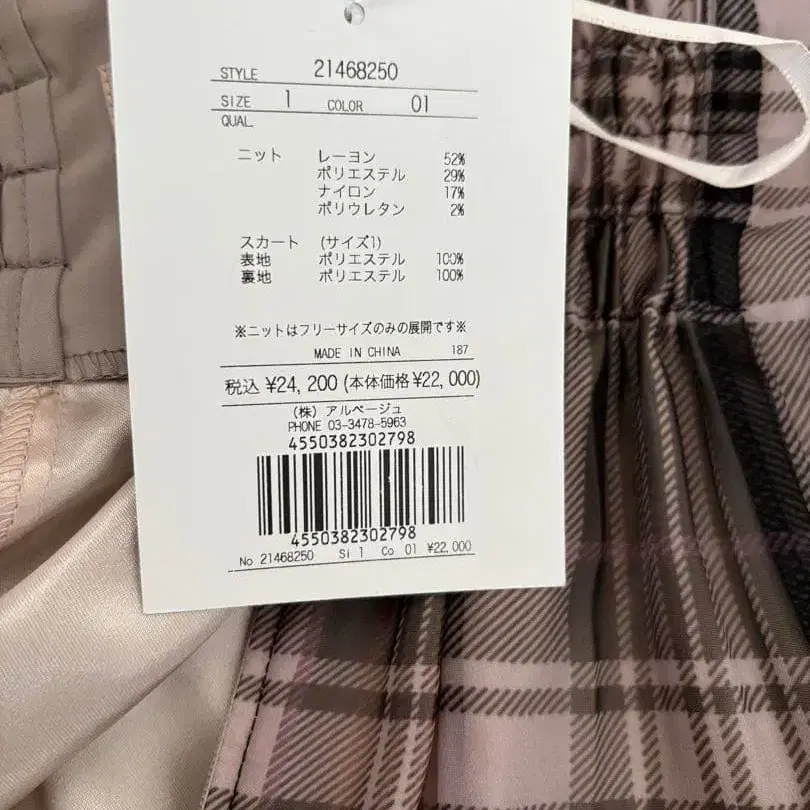 STYLE 21468250
SIZE 1 COLOR 01
QUAL.
ニット レーヨン 52%
ポリエステル 29%
ナイロン 17%
ポリウレタン 2%
スカート (サイズ1)
表地 ポリエステル 100%
裏地 ポリエステル 100%
※ニットはフリーサイズのみの展開です※
MADE IN CHINA 187
税込 ¥24,200 (本体価格¥22,000)
(株) アルページュ
PHONE 03-3478-5963
4550382302798
4550382302798
No 21468250 Si 1 Co 01 ¥22,000